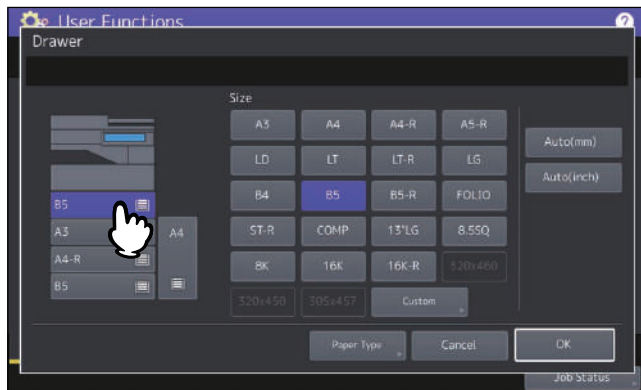 User Functions
?
Drawer
Size
A3 A4 A4-R A5-R
Auto(mm)
LD LT LT-R LG
Auto(inch)
B5
B4 B5 B5-R FOLIO
A3 A4
ST-R COMP 13"LG 8.5SQ
A4-R
8K 16K 16K-R 320x460
B5
320x450 305x457 Custom
Paper Type Cancel OK
Job Status